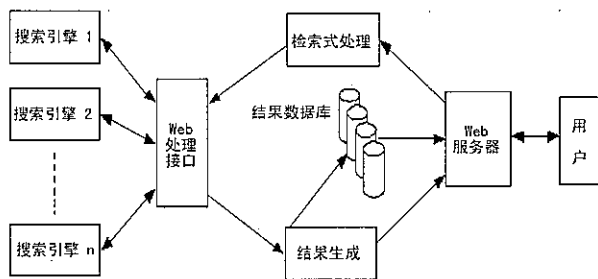 搜索引擎 1
搜索引擎 2
搜索引擎 n
Web
处理
接口
检索式处理
结果数据库
结果生成
Web
服务器
用
户